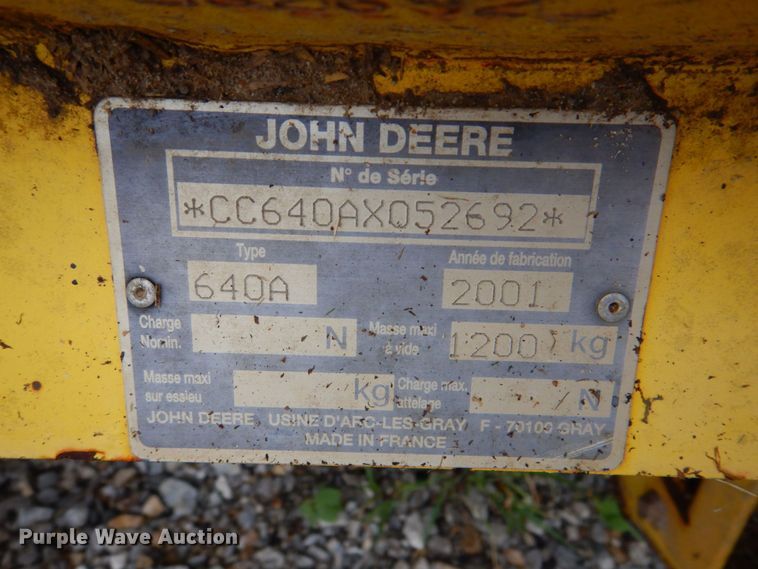 JOHN DEERE
N° de Série
*CC640AX052692*
Type
Année de fabrication
640A
2001
Charge Nomin. N
Masse maxi à vide 1200 kg
Masse maxi sur essieu kg
Charge max. attelage N
JOHN DEERE USINE D'ARC-LES-GRAY F - 70100 GRAY
MADE IN FRANCE
Purple Wave Auction
purplewave.com